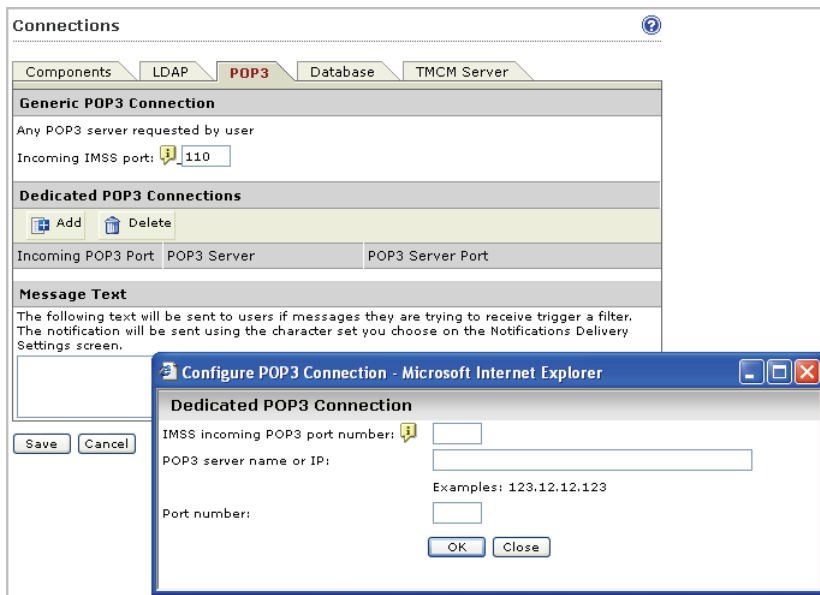 Connections
Components LDAP POP3 Database TMCM Server
Generic POP3 Connection
Any POP3 server requested by user
Incoming IMSS port: 110
Dedicated POP3 Connections
Add Delete
Incoming POP3 Port POP3 Server POP3 Server Port
Message Text
The following text will be sent to users if messages they are trying to receive trigger a filter.
The notification will be sent using the character set you choose on the Notifications Delivery
Settings screen.
Save Cancel
Configure POP3 Connection - Microsoft Internet Explorer
Dedicated POP3 Connection
IMSS incoming POP3 port number:
POP3 server name or IP:
Examples: 123.12.12.123
Port number:
OK Close